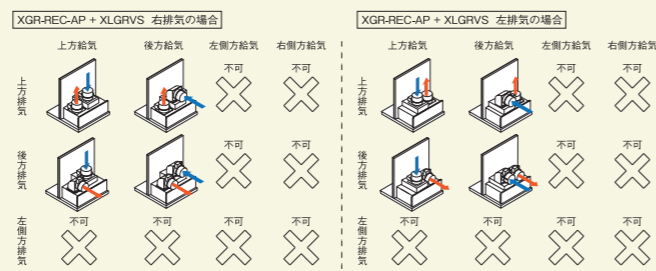 XGR-REC-AP + XLGRVS 右排気の場合
上方給気 後方給気 左側方給気 右側方給気
上方排気
不可 不可
後方排気
不可 不可
左側方排気
不可 不可 不可 不可
XGR-REC-AP + XLGRVS 左排気の場合
上方給気 後方給気 左側方給気 右側方給気
上方排気
不可 不可
後方排気
不可 不可
左側方排気
不可 不可 不可 不可